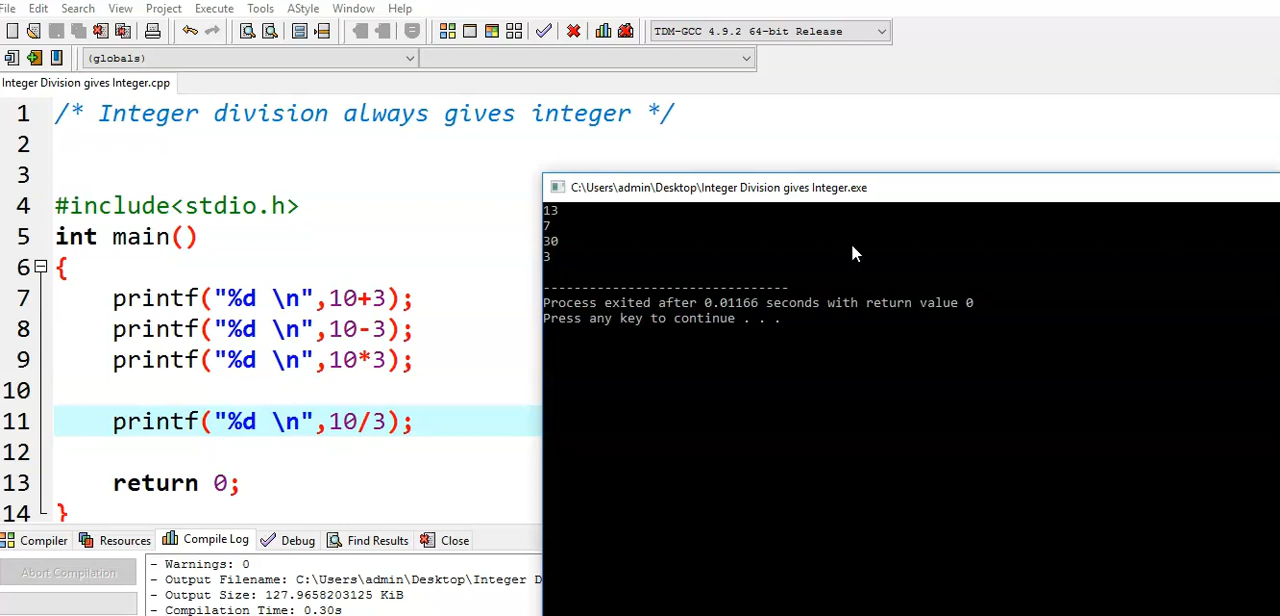 File Edit Search View Project Execute Tools AStyle Window Help
TDM-GCC 4.9.2 64-bit Release
(globals)
Integer Division gives Integer.cpp
1 /* Integer division always gives integer */
2
3
4 #include<stdio.h>
5 int main()
6 {
7 printf("%d \n",10+3);
8 printf("%d \n",10-3);
9 printf("%d \n",10*3);
10
11 printf("%d \n",10/3);
12
13 return 0;
14 }
C:\Users\admin\Desktop\Integer Division gives Integer.exe
13
7
30
3
--------------------------------
Process exited after 0.01166 seconds with return value 0
Press any key to continue . . .
Compiler Resources Compile Log Debug Find Results Close
Abort Compilation
- Warnings: 0
- Output Filename: C:\Users\admin\Desktop\Integer D
- Output Size: 127.9658203125 KiB
- Compilation Time: 0.30s